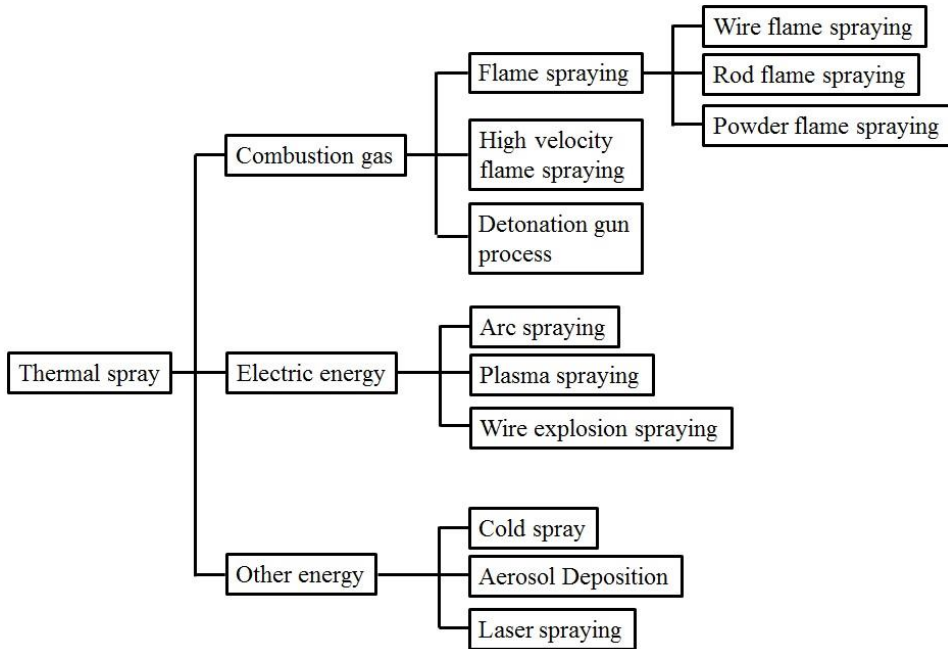 Thermal spray
Combustion gas
Flame spraying
Wire flame spraying
Rod flame spraying
Powder flame spraying
High velocity
flame spraying
Detonation gun
process
Electric energy
Arc spraying
Plasma spraying
Wire explosion spraying
Other energy
Cold spray
Aerosol Deposition
Laser spraying